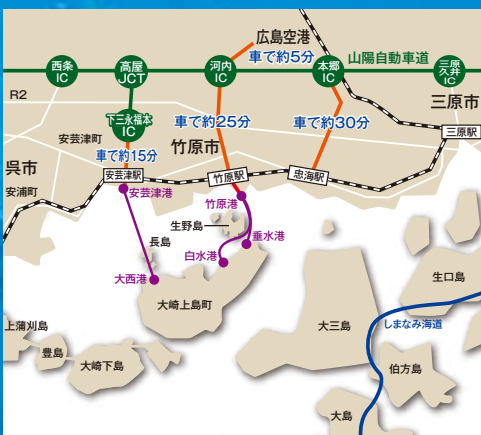 広島空港
車で約5分
山陽自動車道
西条
IC
高屋
JCT
河内
IC
本郷
IC
三原
久井
IC
R2
三原市
下三永福本
IC
安芸津町
車で約25分
車で約30分
三原駅
竹原市
車で約15分
呉市
安芸津駅
竹原駅
忠海駅
安浦町
安芸津港
竹原港
生野島
垂水港
長島
白水港
大西港
生口島
大崎上島町
上蒲刈島
大三島
しまなみ海道
豊島
大崎下島
伯方島
大島